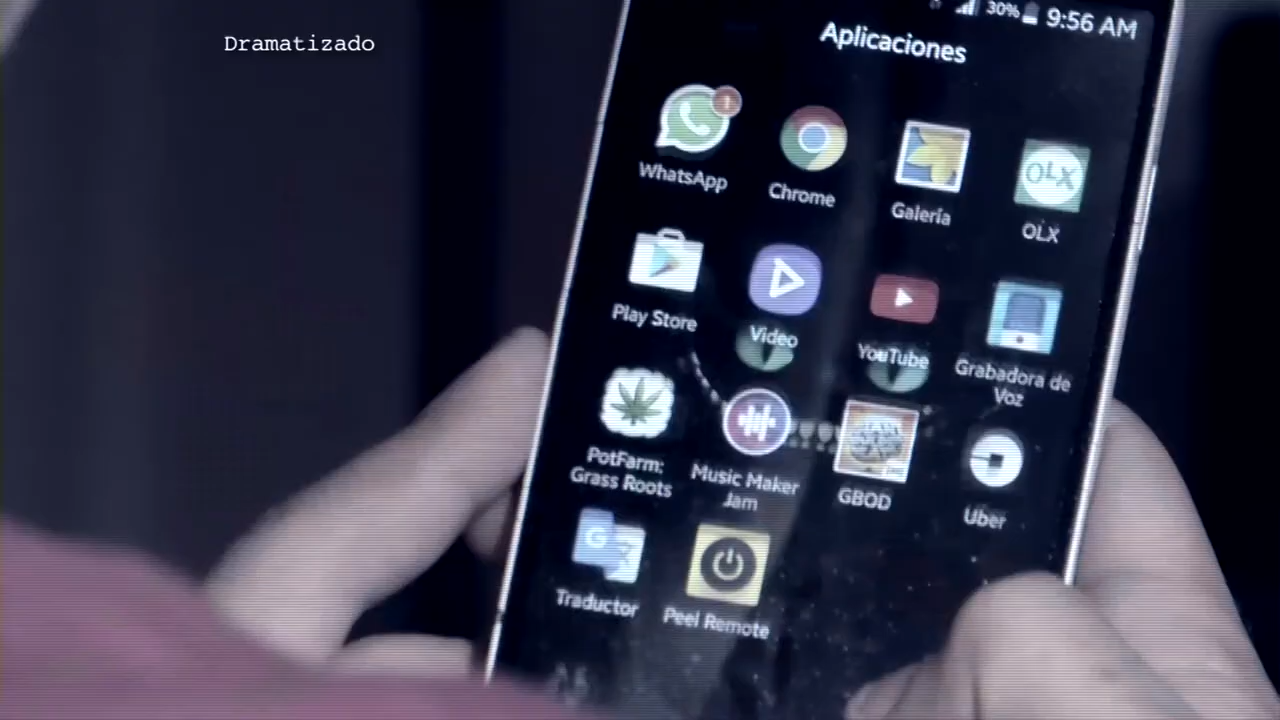 Dramatizado
30% 9:56 AM
Aplicaciones
1
WhatsApp
Chrome
Galería
OLX
OLX
Play Store
Video
YouTube
Grabadora de
Voz
PotFarm:
Grass Roots
Music Maker
Jam
GBOD
Uber
G
Traductor
Peel Remote